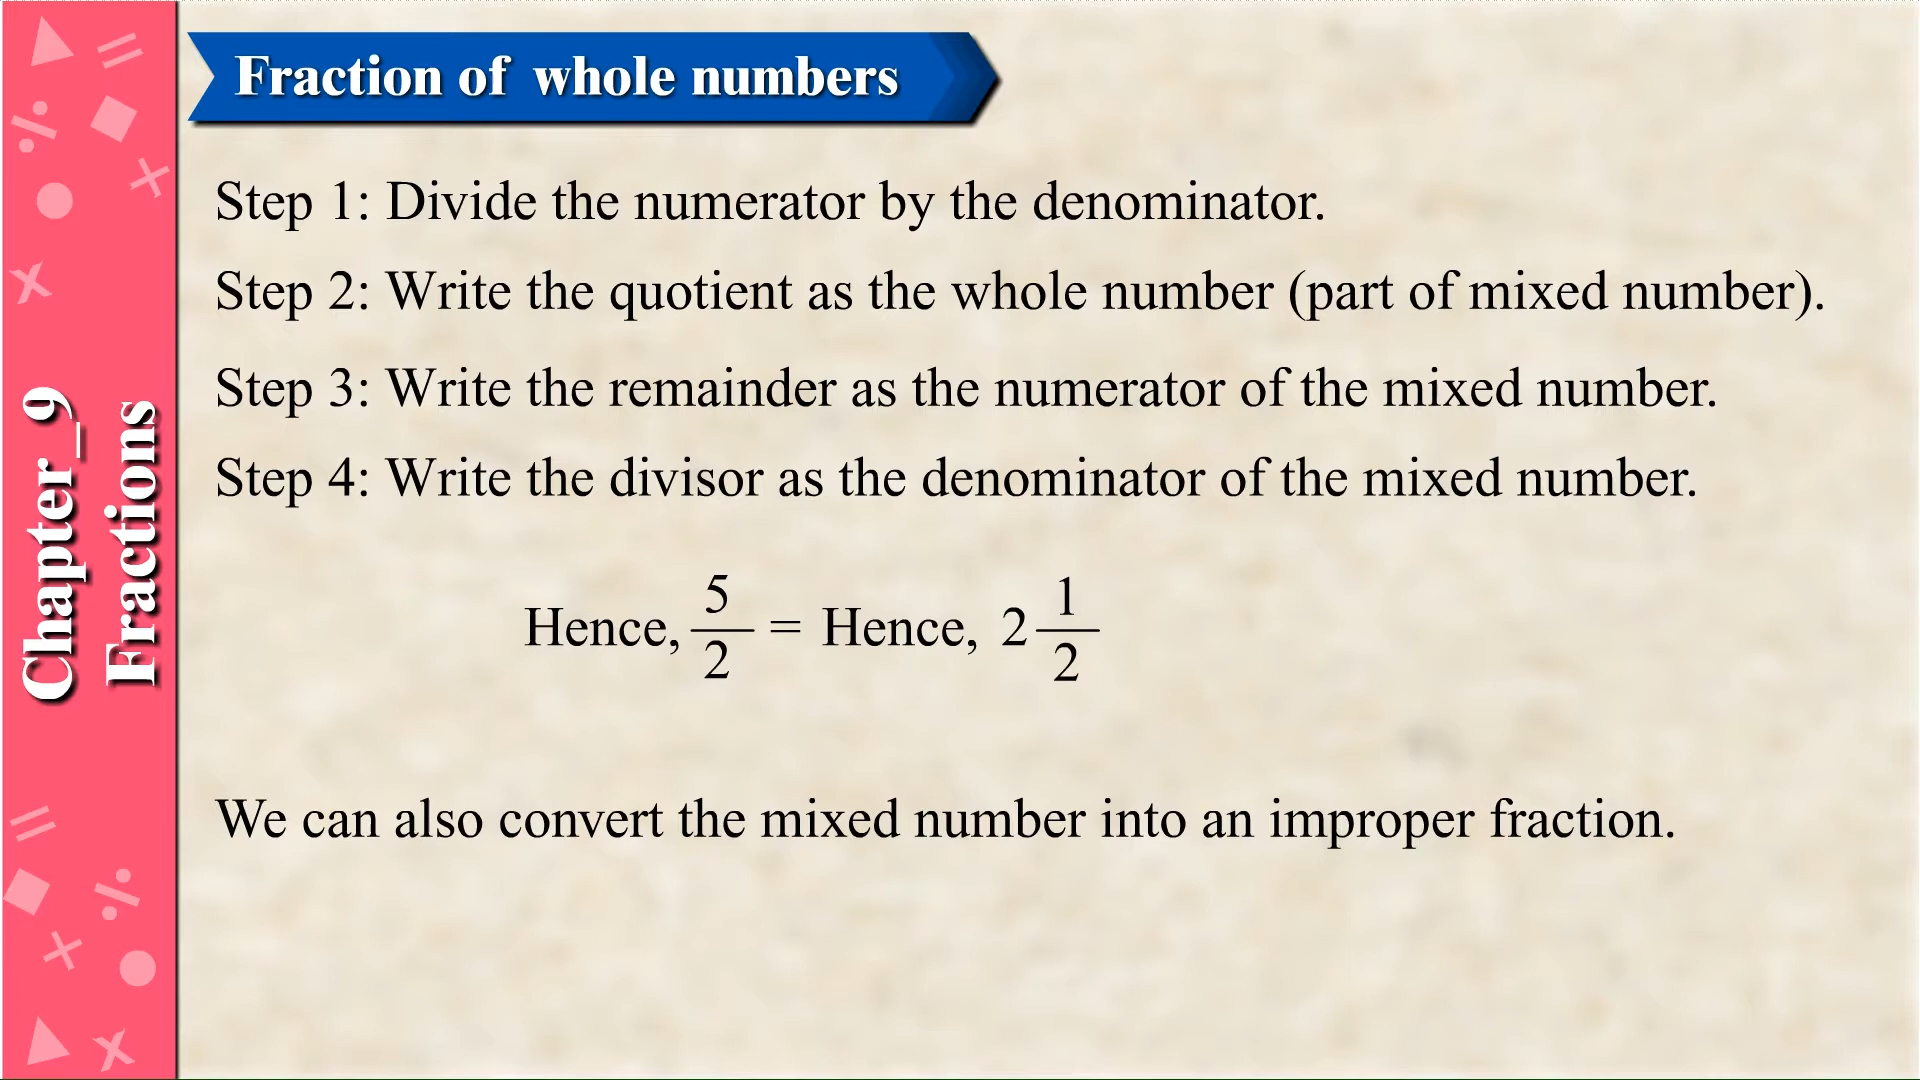 Chapter_9
Fractions
Fraction of whole numbers
Step 1: Divide the numerator by the denominator.
Step 2: Write the quotient as the whole number (part of mixed number).
Step 3: Write the remainder as the numerator of the mixed number.
Step 4: Write the divisor as the denominator of the mixed number.
Hence, 5/2 = Hence, 2 1/2
We can also convert the mixed number into an improper fraction.